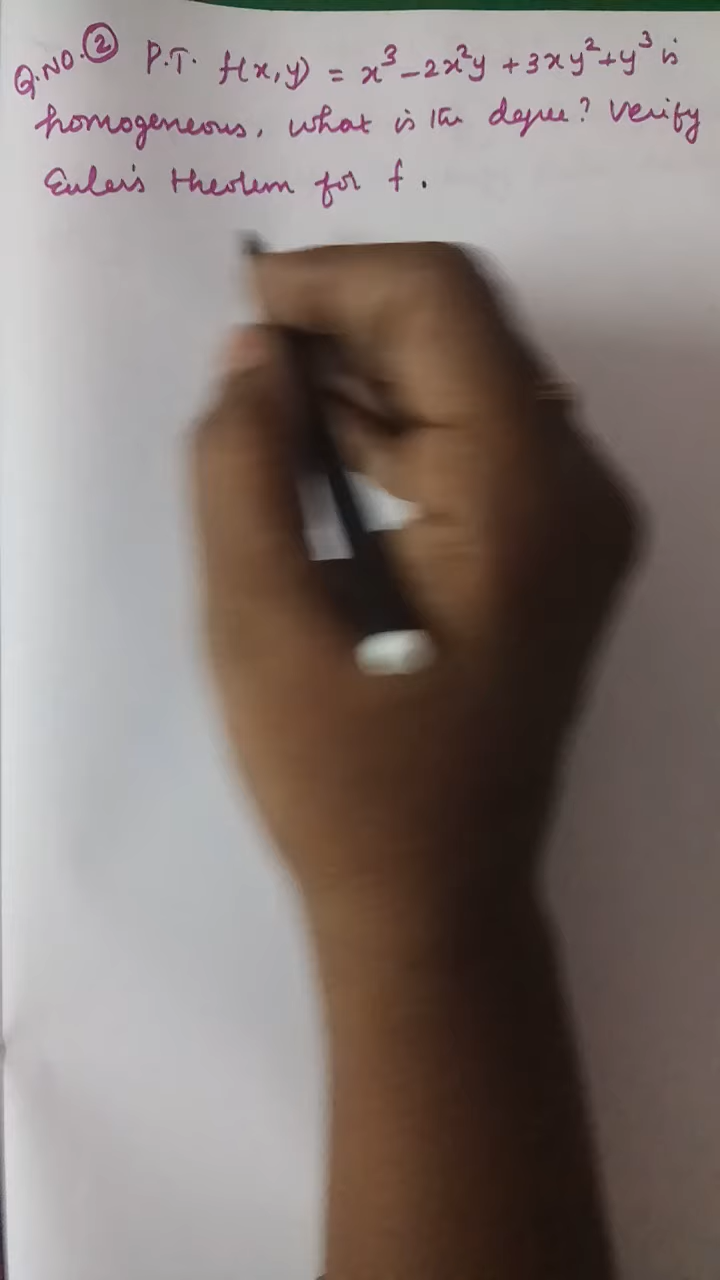 Q.NO.② P.T. f(x,y) = x³-2x²y +3xy²+y³ is
homogeneous, what is the degree? Verify
Euler's theorem for f.